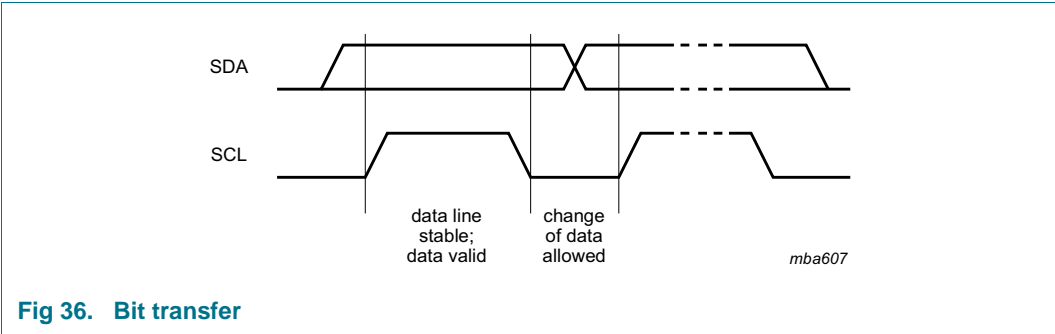 SDA
SCL
data line
stable;
data valid
change
of data
allowed
mba607
Fig 36. Bit transfer